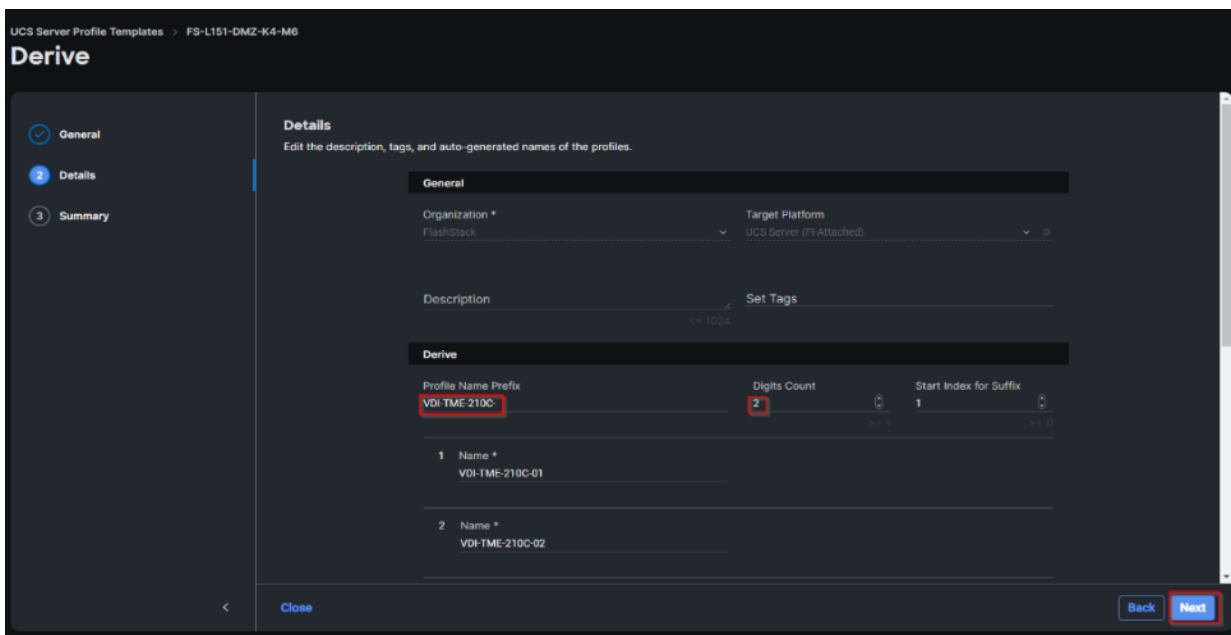 UCS Server Profile Templates > FS-L151-DMZ-K4-M6
Derive
General
2 Details
3 Summary
Details
Edit the description, tags, and auto-generated names of the profiles.
General
Organization * Target Platform
FlashStack UCS Server (FI-Attached)
Description Set Tags
<= 1024
Derive
Profile Name Prefix Digits Count Start Index for Suffix
VDI-TME-210C- 2 1
>= 1 >= 0
1 Name *
VDI-TME-210C-01
2 Name *
VDI-TME-210C-02
< Close Back Next